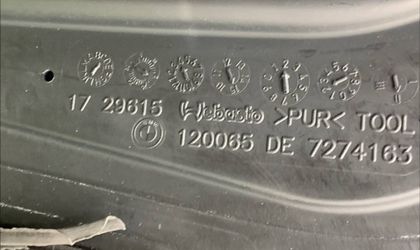 17 29615 Webasto >PUR< TOOL
120065 DE 7274163